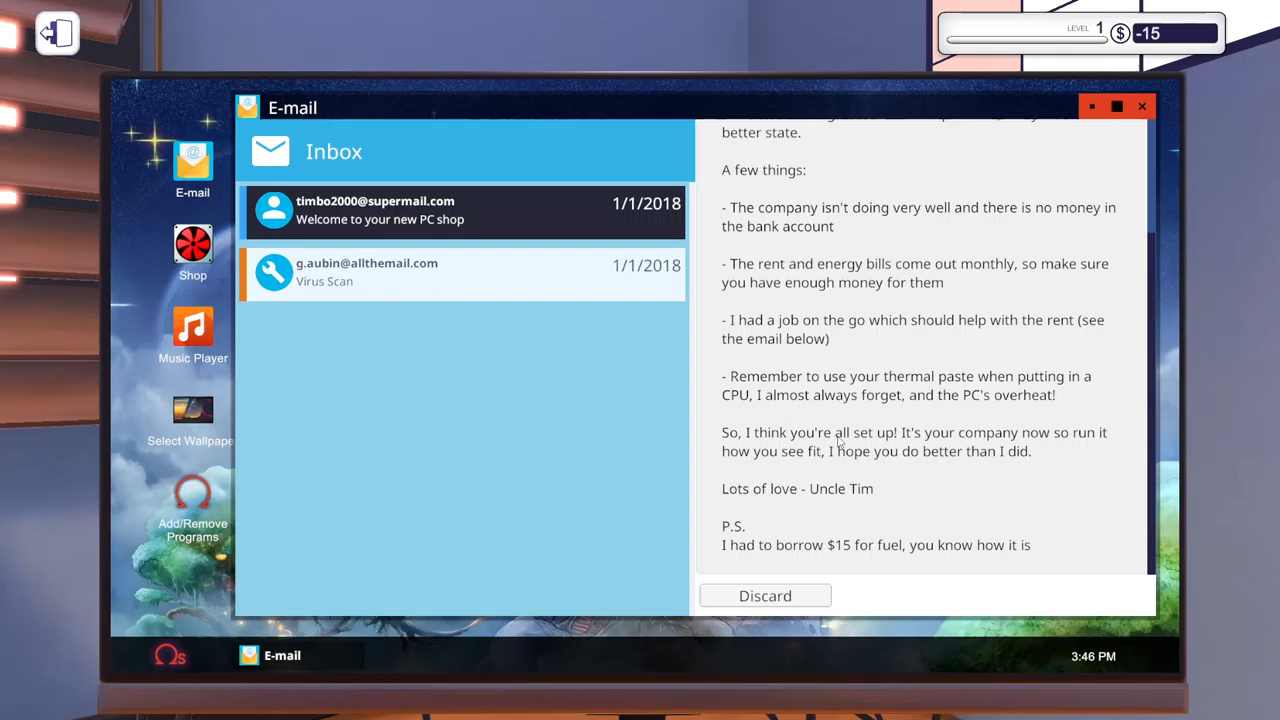 LEVEL 1
$ -15
E-mail
Inbox
timbo2000@supermail.com
1/1/2018
Welcome to your new PC shop
g.aubin@allthemail.com
1/1/2018
Virus Scan
better state.
A few things:
- The company isn't doing very well and there is no money in
the bank account
- The rent and energy bills come out monthly, so make sure
you have enough money for them
- I had a job on the go which should help with the rent (see
the email below)
- Remember to use your thermal paste when putting in a
CPU, I almost always forget, and the PC's overheat!
So, I think you're all set up! It's your company now so run it
how you see fit, I hope you do better than I did.
Lots of love - Uncle Tim
P.S.
I had to borrow $15 for fuel, you know how it is
Discard
E-mail
Shop
Music Player
Select Wallpape
Add/Remove
Programs
Ωs
E-mail
3:46 PM